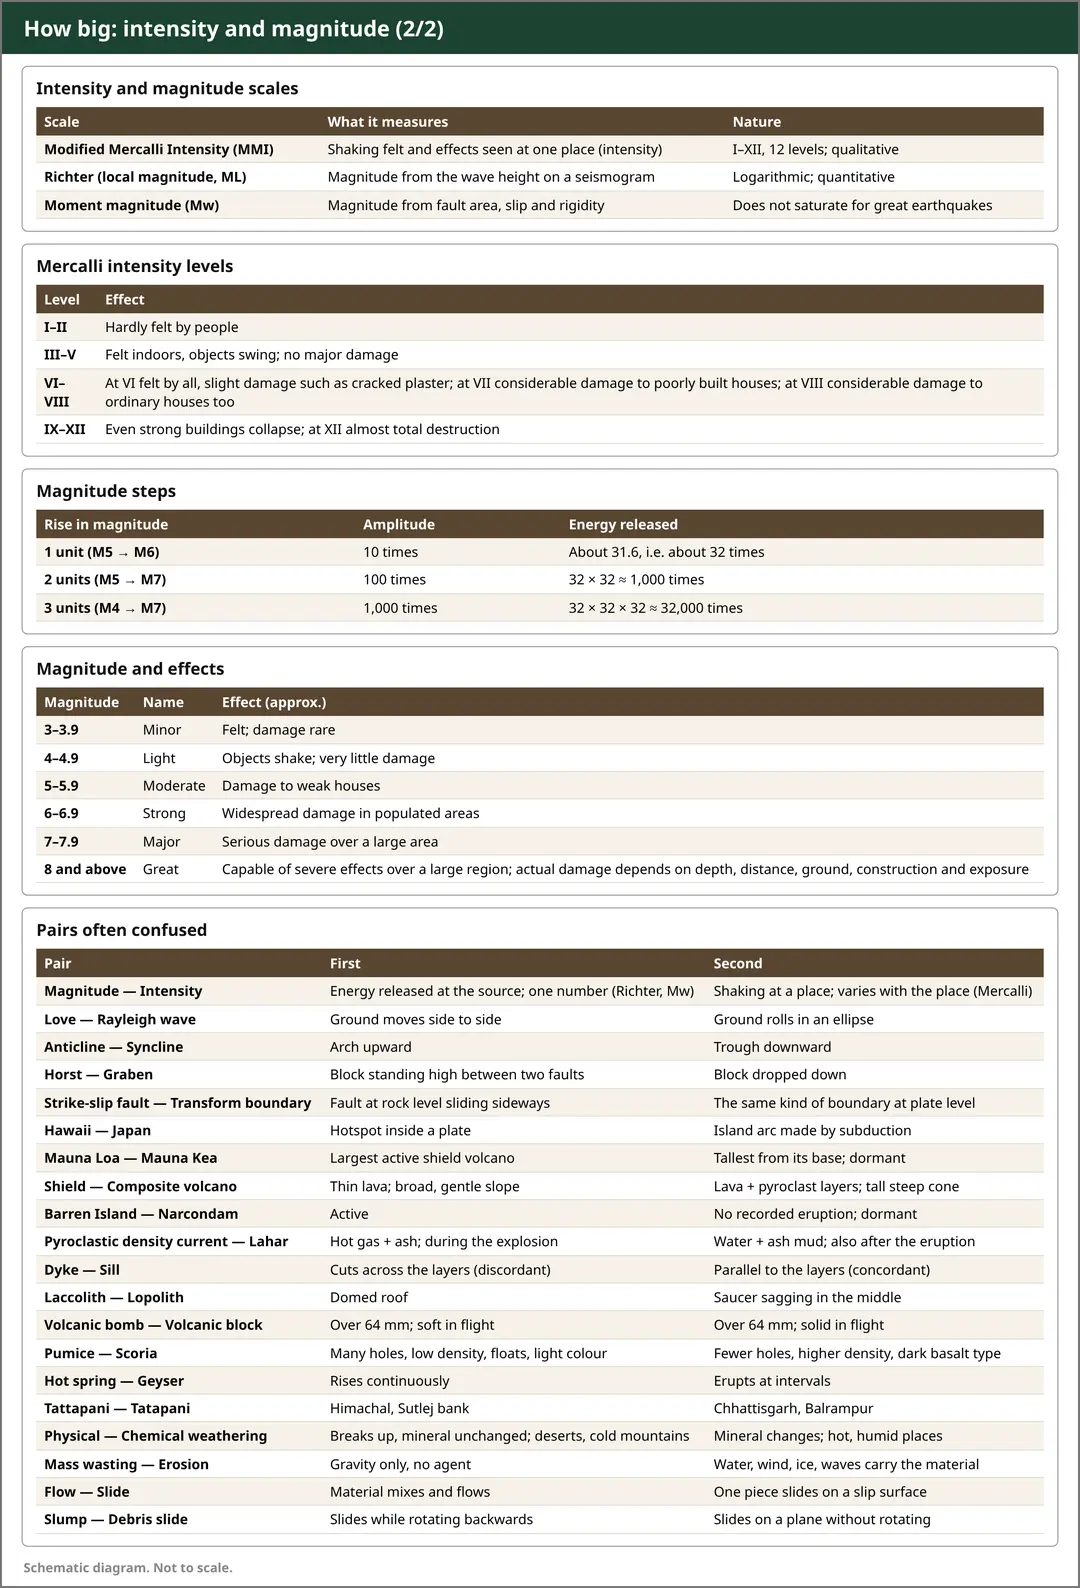 How big: intensity and magnitude (2/2)
Intensity and magnitude scales
Scale What it measures Nature
Modified Mercalli Intensity (MMI) Shaking felt and effects seen at one place (intensity) I–XII, 12 levels; qualitative
Richter (local magnitude, ML) Magnitude from the wave height on a seismogram Logarithmic; quantitative
Moment magnitude (Mw) Magnitude from fault area, slip and rigidity Does not saturate for great earthquakes
Mercalli intensity levels
Level Effect
I–II Hardly felt by people
III–V Felt indoors, objects swing; no major damage
VI– At VI felt by all, slight damage such as cracked plaster; at VII considerable damage to poorly built houses; at VIII considerable damage to
VIII ordinary houses too
IX–XII Even strong buildings collapse; at XII almost total destruction
Magnitude steps
Rise in magnitude Amplitude Energy released
1 unit (M5 → M6) 10 times About 31.6, i.e. about 32 times
2 units (M5 → M7) 100 times 32 × 32 ≈ 1,000 times
3 units (M4 → M7) 1,000 times 32 × 32 × 32 ≈ 32,000 times
Magnitude and effects
Magnitude Name Effect (approx.)
3–3.9 Minor Felt; damage rare
4–4.9 Light Objects shake; very little damage
5–5.9 Moderate Damage to weak houses
6–6.9 Strong Widespread damage in populated areas
7–7.9 Major Serious damage over a large area
8 and above Great Capable of severe effects over a large region; actual damage depends on depth, distance, ground, construction and exposure
Pairs often confused
Pair First Second
Magnitude — Intensity Energy released at the source; one number (Richter, Mw) Shaking at a place; varies with the place (Mercalli)
Love — Rayleigh wave Ground moves side to side Ground rolls in an ellipse
Anticline — Syncline Arch upward Trough downward
Horst — Graben Block standing high between two faults Block dropped down
Strike-slip fault — Transform boundary Fault at rock level sliding sideways The same kind of boundary at plate level
Hawaii — Japan Hotspot inside a plate Island arc made by subduction
Mauna Loa — Mauna Kea Largest active shield volcano Tallest from its base; dormant
Shield — Composite volcano Thin lava; broad, gentle slope Lava + pyroclast layers; tall steep cone
Barren Island — Narcondam Active No recorded eruption; dormant
Pyroclastic density current — Lahar Hot gas + ash; during the explosion Water + ash mud; also after the eruption
Dyke — Sill Cuts across the layers (discordant) Parallel to the layers (concordant)
Laccolith — Lopolith Domed roof Saucer sagging in the middle
Volcanic bomb — Volcanic block Over 64 mm; soft in flight Over 64 mm; solid in flight
Pumice — Scoria Many holes, low density, floats, light colour Fewer holes, higher density, dark basalt type
Hot spring — Geyser Rises continuously Erupts at intervals
Tattapani — Tatapani Himachal, Sutlej bank Chhattisgarh, Balrampur
Physical — Chemical weathering Breaks up, mineral unchanged; deserts, cold mountains Mineral changes; hot, humid places
Mass wasting — Erosion Gravity only, no agent Water, wind, ice, waves carry the material
Flow — Slide Material mixes and flows One piece slides on a slip surface
Slump — Debris slide Slides while rotating backwards Slides on a plane without rotating
Schematic diagram. Not to scale.